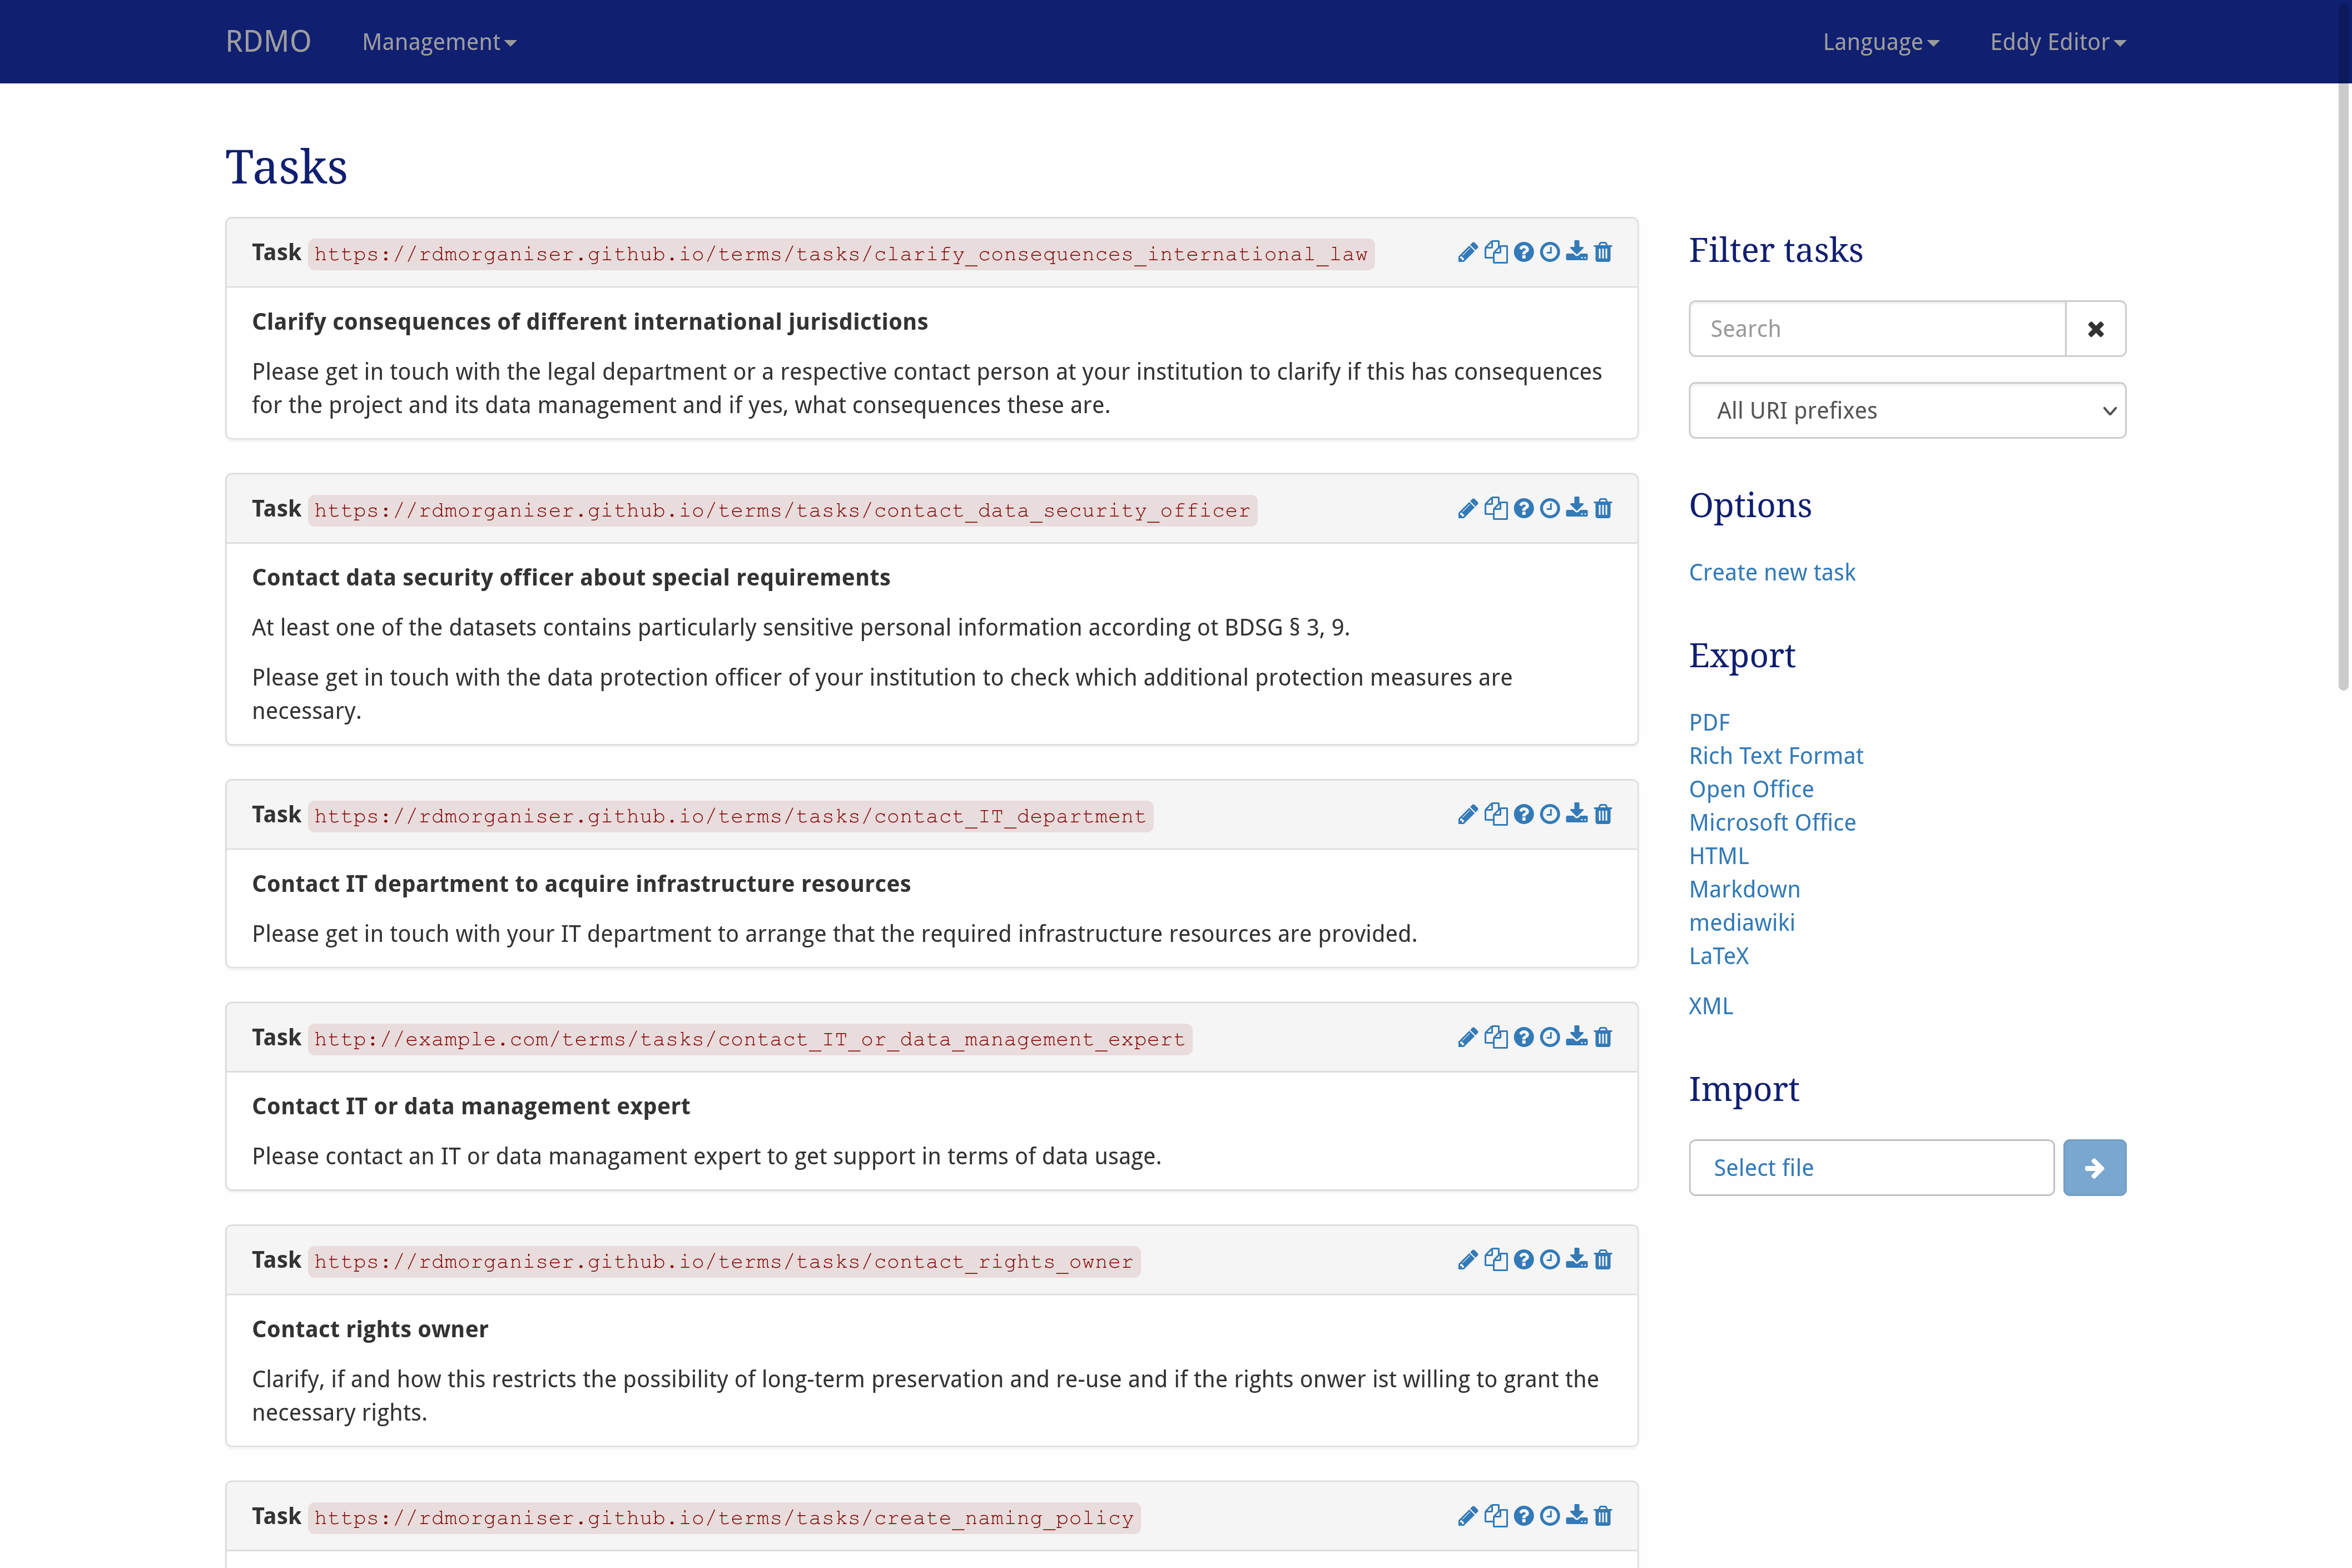 RDMO Management Language Eddy Editor
Tasks
Task https://rdmorganiser.github.io/terms/tasks/clarify_consequences_international_law
Clarify consequences of different international jurisdictions
Please get in touch with the legal department or a respective contact person at your institution to clarify if this has consequences
for the project and its data management and if yes, what consequences these are.
Task https://rdmorganiser.github.io/terms/tasks/contact_data_security_officer
Contact data security officer about special requirements
At least one of the datasets contains particularly sensitive personal information according ot BDSG § 3, 9.
Please get in touch with the data protection officer of your institution to check which additional protection measures are
necessary.
Task https://rdmorganiser.github.io/terms/tasks/contact_IT_department
Contact IT department to acquire infrastructure resources
Please get in touch with your IT department to arrange that the required infrastructure resources are provided.
Task http://example.com/terms/tasks/contact_IT_or_data_management_expert
Contact IT or data management expert
Please contact an IT or data managament expert to get support in terms of data usage.
Task https://rdmorganiser.github.io/terms/tasks/contact_rights_owner
Contact rights owner
Clarify, if and how this restricts the possibility of long-term preservation and re-use and if the rights onwer ist willing to grant the
necessary rights.
Task https://rdmorganiser.github.io/terms/tasks/create_naming_policy
Filter tasks
Search
All URI prefixes
Options
Create new task
Export
PDF
Rich Text Format
Open Office
Microsoft Office
HTML
Markdown
mediawiki
LaTeX
XML
Import
Select file